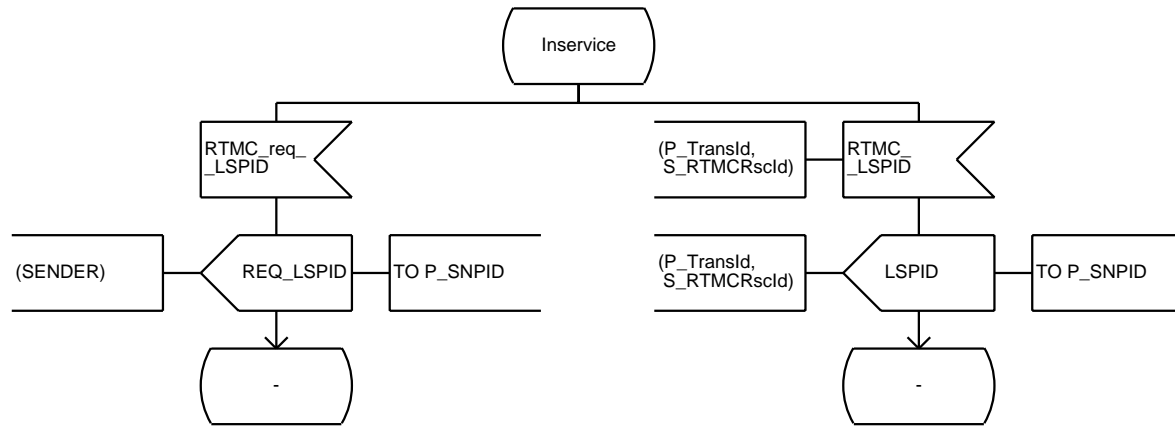 Inservice
RTMC_req_
_LSPID
(P_TransId,
S_RTMCRscId)
RTMC_
_LSPID
(SENDER)
REQ_LSPID
TO P_SNPID
(P_TransId,
S_RTMCRscId)
LSPID
TO P_SNPID
-
-